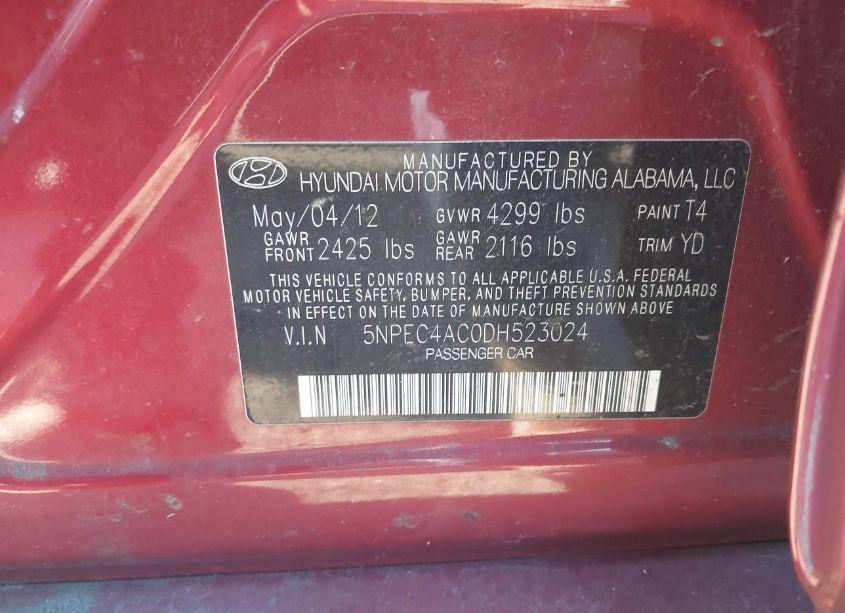 MANUFACTURED BY
HYUNDAI MOTOR MANUFACTURING ALABAMA, LLC
May/04/12 GVWR 4299 lbs PAINT T4
GAWR FRONT 2425 lbs GAWR REAR 2116 lbs TRIM YD
THIS VEHICLE CONFORMS TO ALL APPLICABLE U.S.A. FEDERAL
MOTOR VEHICLE SAFETY, BUMPER, AND THEFT PREVENTION STANDARDS
IN EFFECT ON THE DATE OF MANUFACTURE SHOWN ABOVE
V.I.N 5NPEC4AC0DH523024
PASSENGER CAR